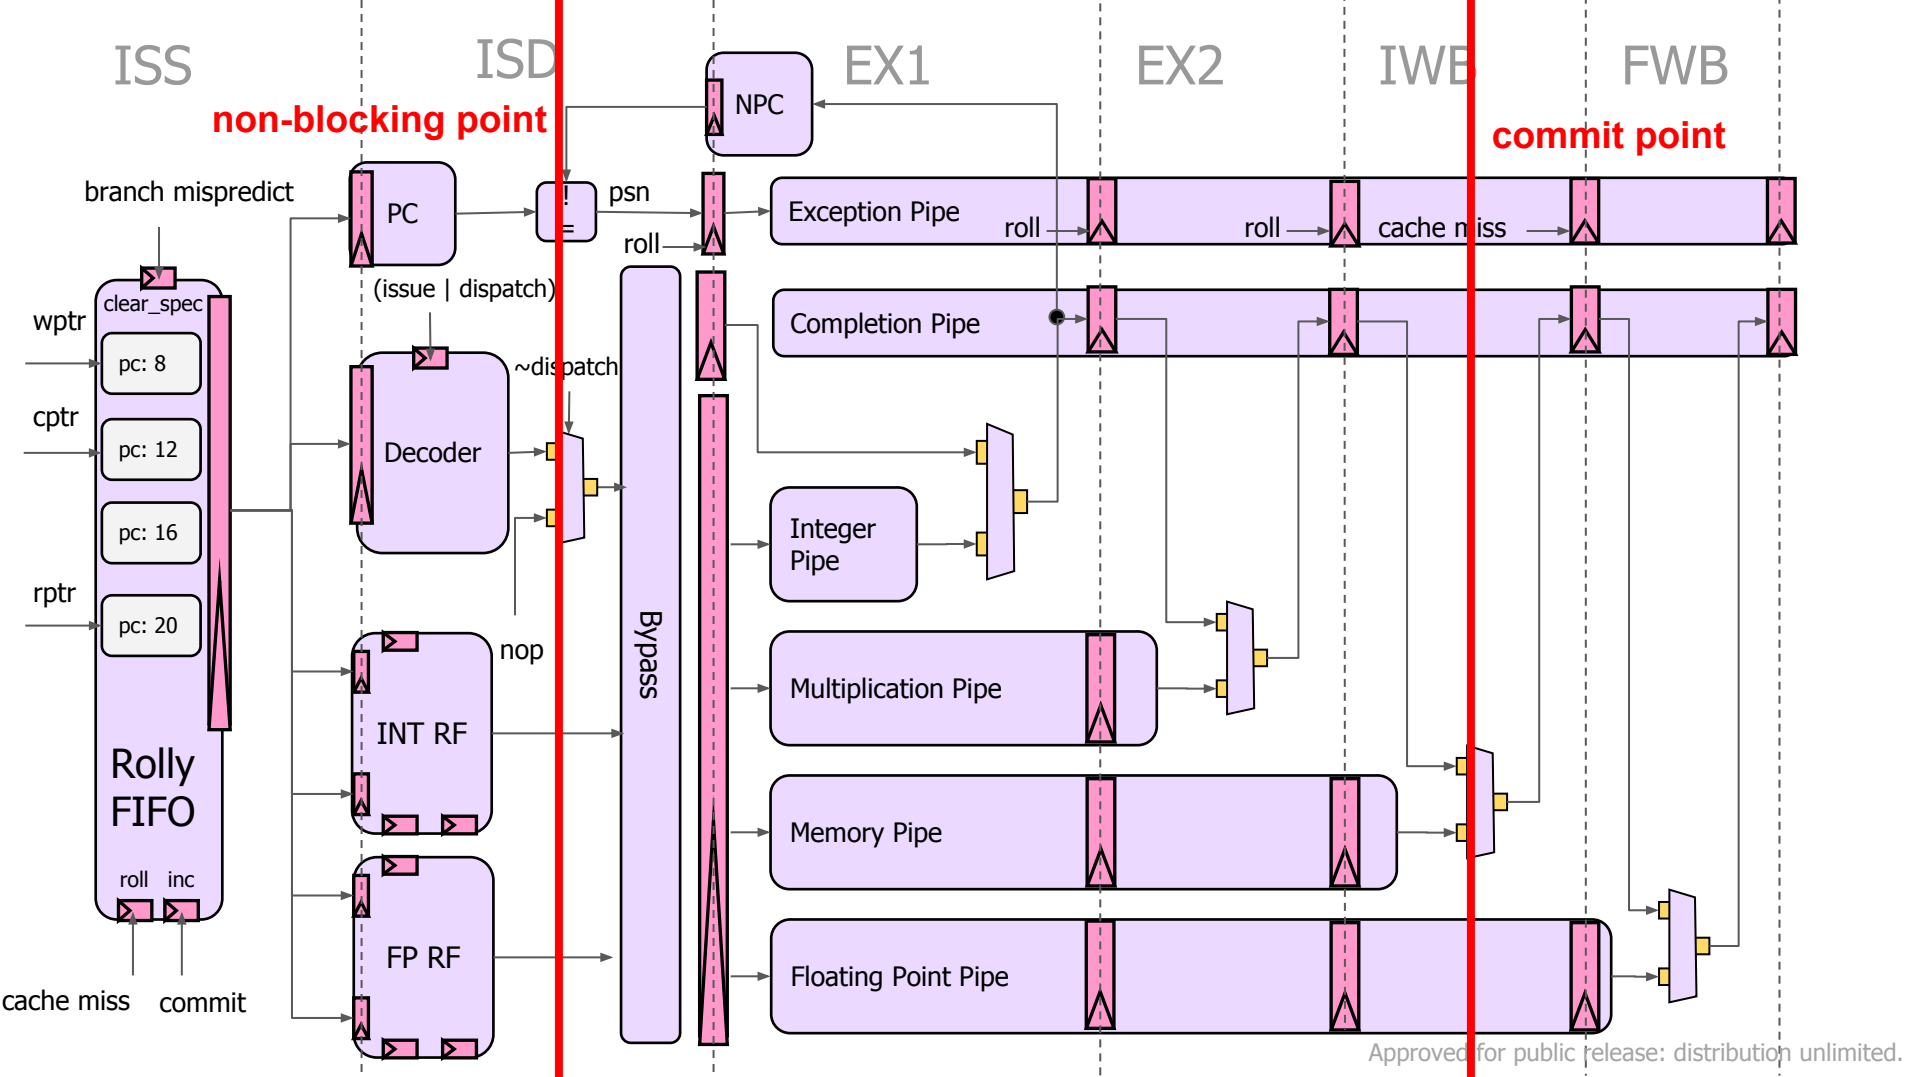 ISS
ISD
EX1
EX2
IWB
FWB
NPC
non-blocking point
commit point
branch mispredict
PC
!
=
psn
Exception Pipe
roll
roll
roll
cache miss
(issue | dispatch)
clear_spec
wptr
pc: 8
Completion Pipe
~dispatch
cptr
pc: 12
Decoder
pc: 16
Integer
Pipe
rptr
pc: 20
nop
Bypass
Multiplication Pipe
INT RF
Rolly
FIFO
Memory Pipe
roll
inc
FP RF
Floating Point Pipe
cache miss
commit
Approved for public release: distribution unlimited.